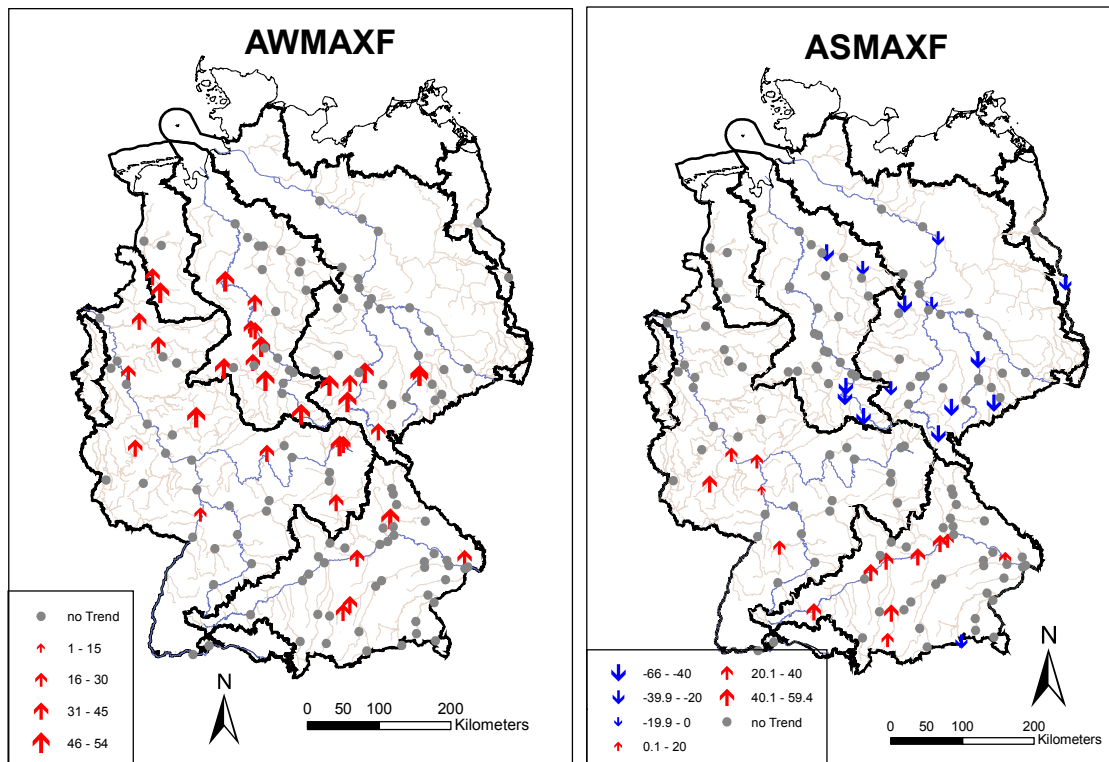 AWMAXF
no Trend
1 - 15
16 - 30
31 - 45
46 - 54
N
0 50 100 200
Kilometers
ASMAXF
-66 - -40
-39.9 - -20
-19.9 - 0
0.1 - 20
20.1 - 40
40.1 - 59.4
no Trend
N
0 50 100 200
Kilometers